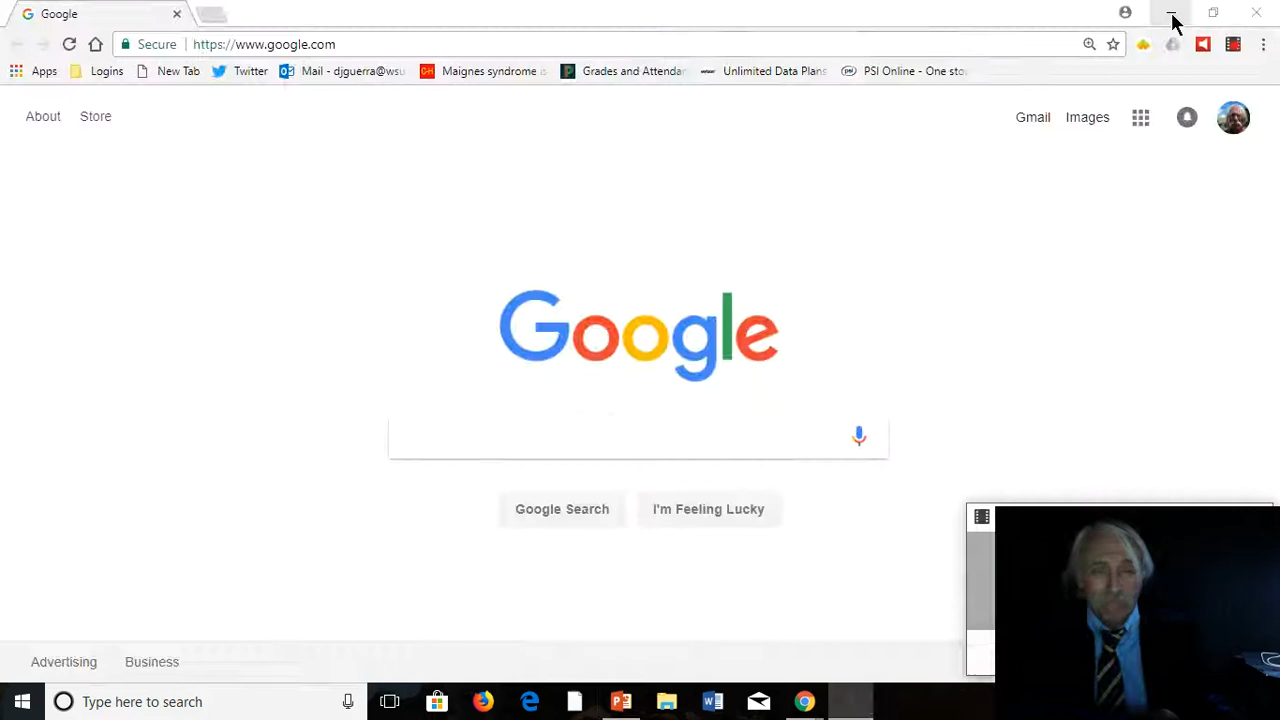 Google
Secure https://www.google.com
Apps Logins New Tab Twitter Mail - djguerra@wsu Maignes syndrome is Grades and Attendan Unlimited Data Plans PSI Online - One sto
About Store Gmail Images
Google
Google Search I'm Feeling Lucky
Advertising Business
Type here to search